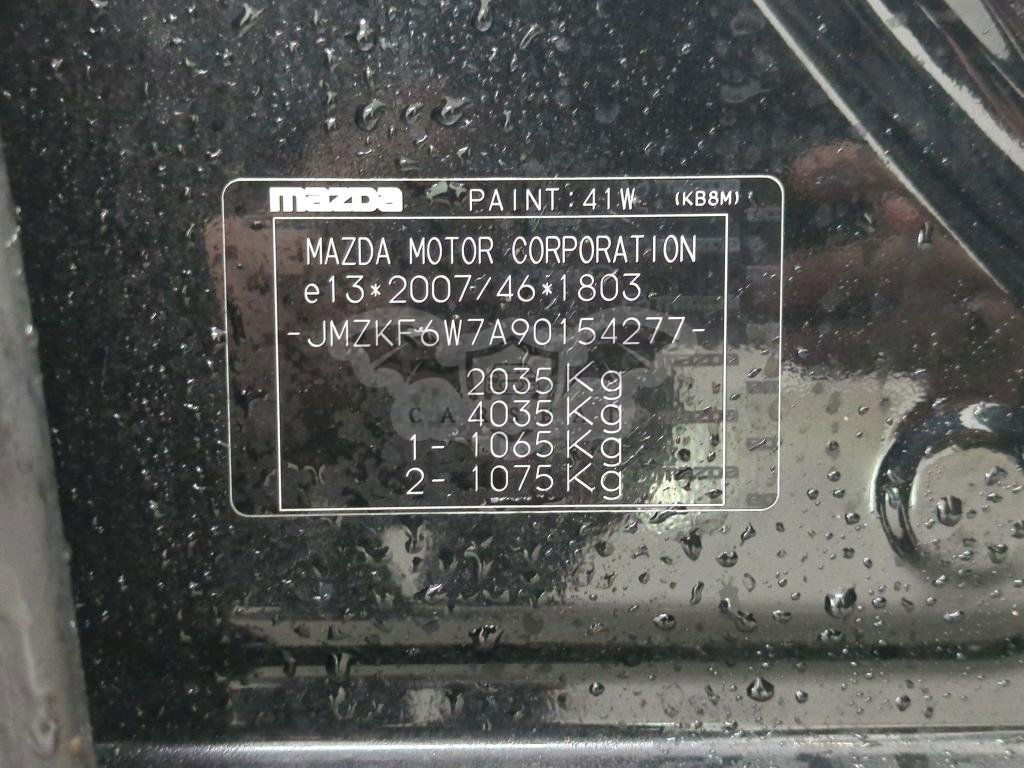 mazda PAINT:41W (KB8M)
MAZDA MOTOR CORPORATION
e13*2007/46*1803
-JMZKF6W7A90154277-
2035 Kg
4035 Kg
1- 1065 Kg
2- 1075 Kg